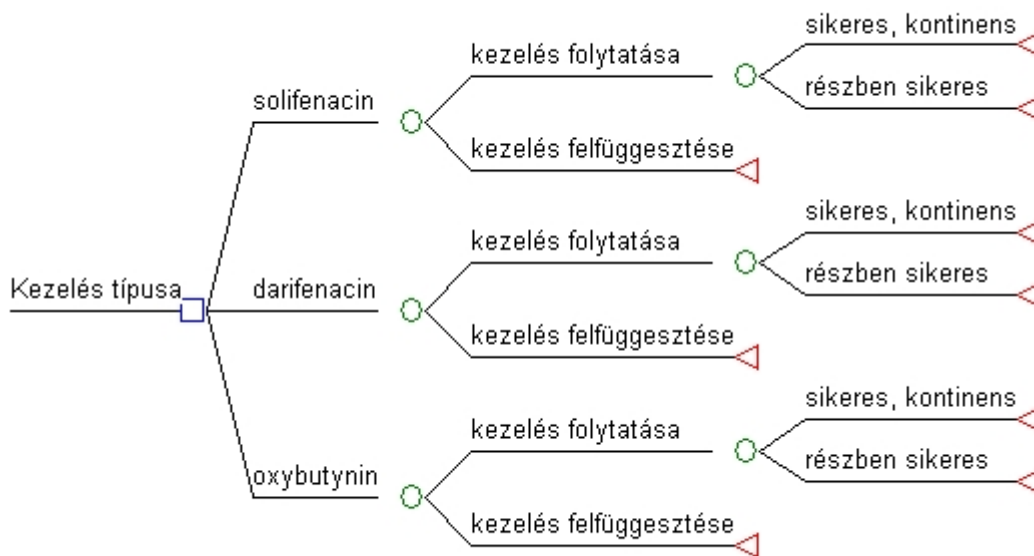 sikeres, kontinens
kezelés folytatása
részben sikeres
solifenacin
kezelés felfüggesztése
sikeres, kontinens
kezelés folytatása
részben sikeres
Kezelés típusa
darifenacin
kezelés felfüggesztése
sikeres, kontinens
kezelés folytatása
részben sikeres
oxybutynin
kezelés felfüggesztése